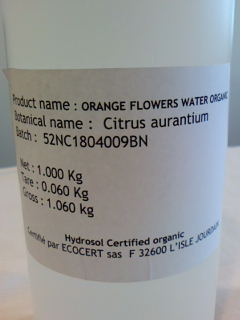 Product name : ORANGE FLOWERS WATER ORGANIC
Botanical name : Citrus aurantium
Batch : 52NC1804009BN
Net : 1.000 Kg
Tare : 0.060 Kg
Gross : 1.060 kg
Hydrosol Certified organic
Certifié par ECOCERT sas F 32600 L'ISLE JOURDAIN